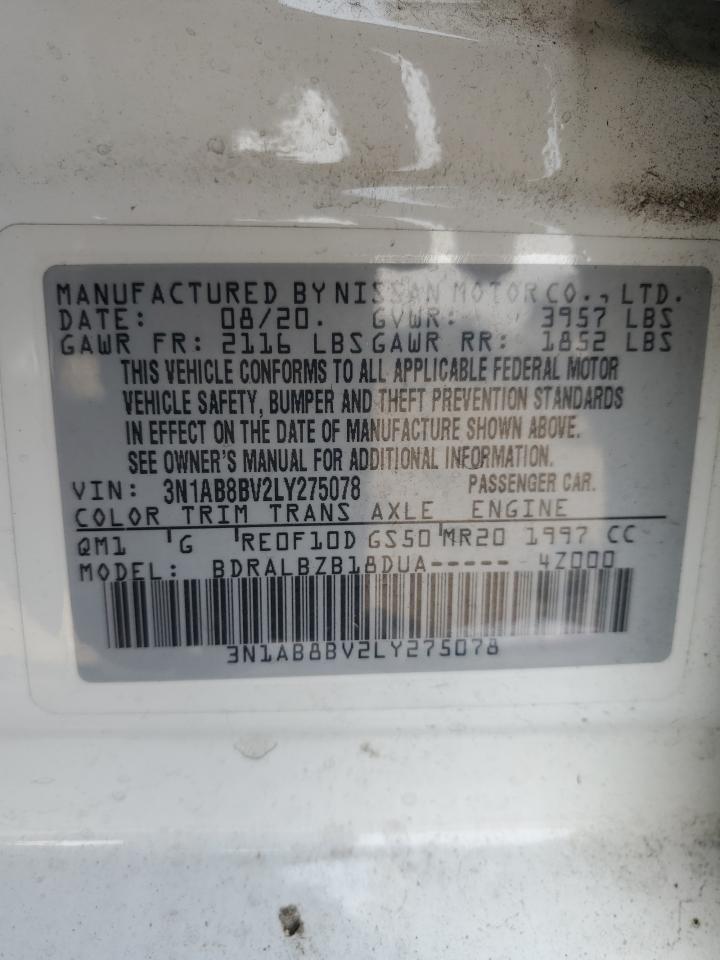 MANUFACTURED BY NISSAN MOTOR CO., LTD.
DATE: 08/20. GVWR: 3957 LBS
GAWR FR: 2116 LBS GAWR RR: 1852 LBS
THIS VEHICLE CONFORMS TO ALL APPLICABLE FEDERAL MOTOR
VEHICLE SAFETY, BUMPER AND THEFT PREVENTION STANDARDS
IN EFFECT ON THE DATE OF MANUFACTURE SHOWN ABOVE.
SEE OWNER'S MANUAL FOR ADDITIONAL INFORMATION.
VIN: 3N1AB8BV2LY275078 PASSENGER CAR.
COLOR TRIM TRANS AXLE ENGINE
QM1 'G 'RE0F10D GS50 'MR20 1997 CC
MODEL: BDRALBZB18DUA----- 4Z000
3N1AB8BV2LY275078